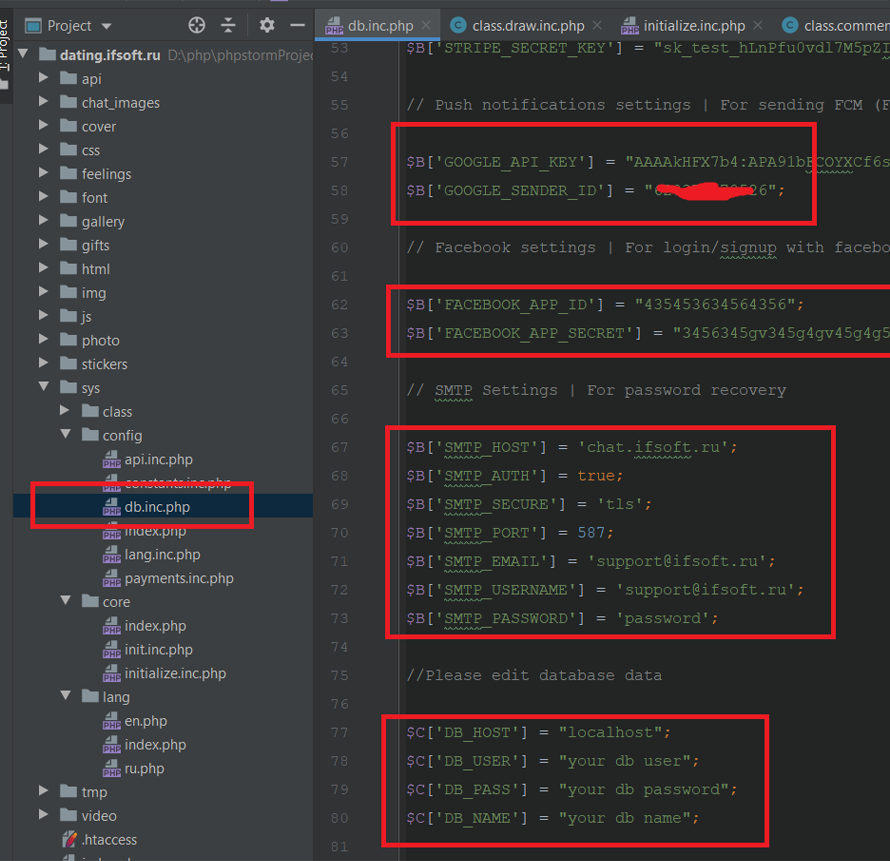 1: Project
Project
dating.ifsoft.ru D:\php\phpstormProjec
api
chat_images
cover
css
feelings
font
gallery
gifts
html
img
js
photo
stickers
sys
class
config
api.inc.php
constants.inc.php
db.inc.php
index.php
lang.inc.php
payments.inc.php
core
index.php
init.inc.php
initialize.inc.php
lang
en.php
index.php
ru.php
tmp
video
.htaccess
db.inc.php
class.draw.inc.php
initialize.inc.php
class.commen
53 $B['STRIPE_SECRET_KEY'] = "sk_test_hLnPfu0vdl7M5pZI
54
55 // Push notifications settings | For sending FCM (F
56
57 $B['GOOGLE_API_KEY'] = "AAAAkHFX7b4:APA91bECOYXCf6s
58 $B['GOOGLE_SENDER_ID'] = "
59
60 // Facebook settings | For login/signup with facebo
61
62 $B['FACEBOOK_APP_ID'] = "435453634564356";
63 $B['FACEBOOK_APP_SECRET'] = "3456345gv345g4gv45g4g5
64
65 // SMTP Settings | For password recovery
66
67 $B['SMTP_HOST'] = 'chat.ifsoft.ru';
68 $B['SMTP_AUTH'] = true;
69 $B['SMTP_SECURE'] = 'tls';
70 $B['SMTP_PORT'] = 587;
71 $B['SMTP_EMAIL'] = 'support@ifsoft.ru';
72 $B['SMTP_USERNAME'] = 'support@ifsoft.ru';
73 $B['SMTP_PASSWORD'] = 'password';
74
75 //Please edit database data
76
77 $C['DB_HOST'] = "localhost";
78 $C['DB_USER'] = "your db user";
79 $C['DB_PASS'] = "your db password";
80 $C['DB_NAME'] = "your db name";
81